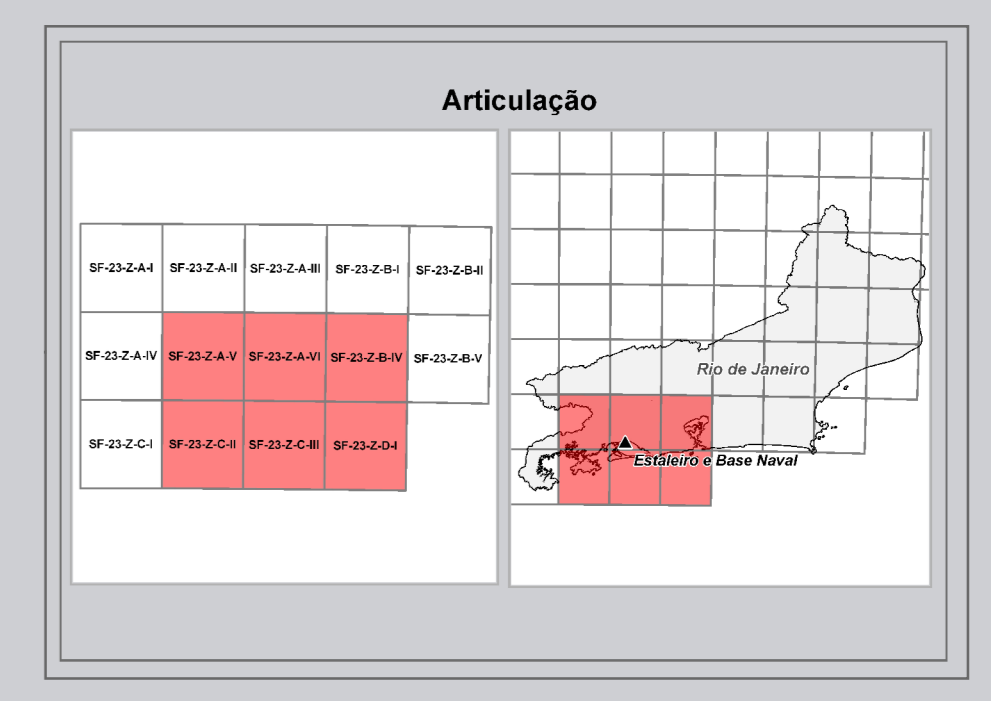 Articulação
SF-23-Z-A-I
SF-23-Z-A-II
SF-23-Z-A-III
SF-23-Z-B-I
SF-23-Z-B-II
SF-23-Z-A-IV
SF-23-Z-A-V
SF-23-Z-A-VI
SF-23-Z-B-IV
SF-23-Z-B-V
SF-23-Z-C-I
SF-23-Z-C-II
SF-23-Z-C-III
SF-23-Z-D-I
Rio de Janeiro
Estaleiro e Base Naval